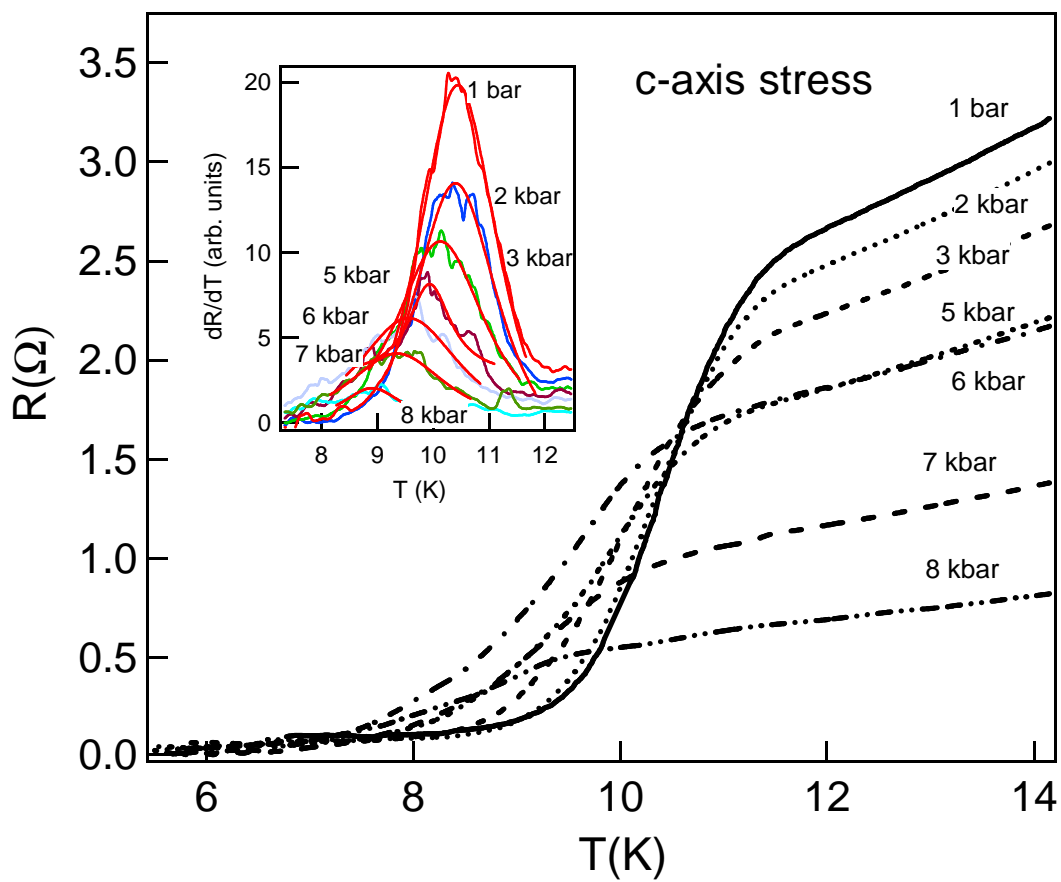 c-axis stress
R(Ω)
3.5
3.0
2.5
2.0
1.5
1.0
0.5
0.0
6
8
10
12
14
T(K)
1 bar
2 kbar
3 kbar
5 kbar
6 kbar
7 kbar
8 kbar
dR/dT (arb. units)
20
15
10
5
0
8
9
10
11
12
T (K)
1 bar
2 kbar
3 kbar
5 kbar
6 kbar
7 kbar
8 kbar